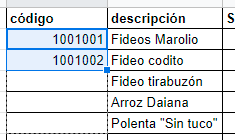 código descripción S
1001001 Fideos Marolio
1001002 Fideo codito
Fideo tirabuzón
Arroz Daiana
Polenta "Sin tuco"